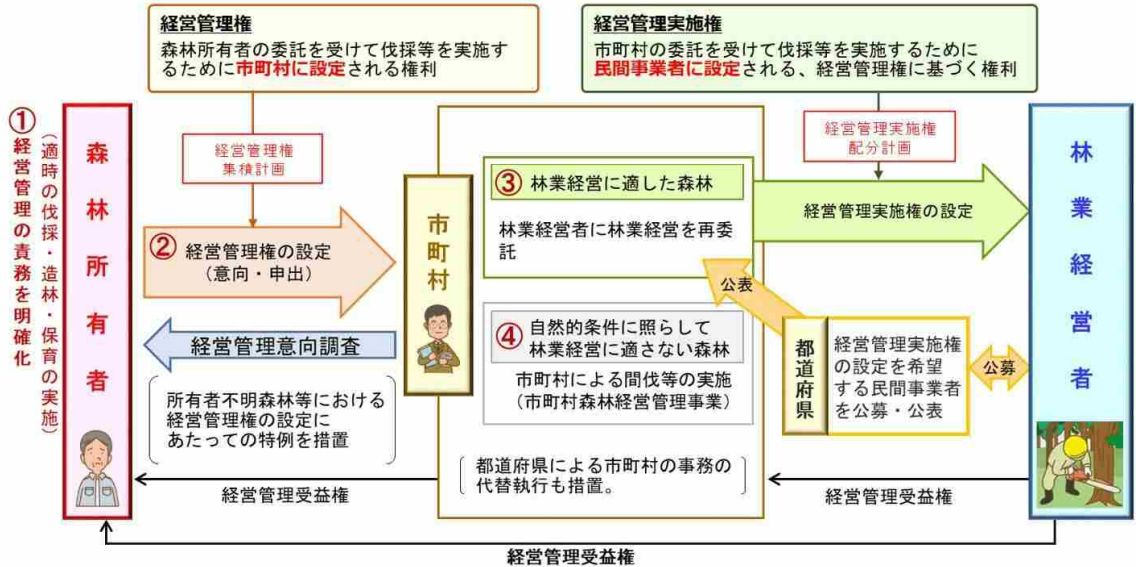 経営管理権
森林所有者の委託を受けて伐採等を実施す
るために市町村に設定される権利
経営管理実施権
市町村の委託を受けて伐採等を実施するために
民間事業者に設定される、経営管理権に基づく権利
①経営管理の責務を明確化
（適時の伐採・造林・保育の実施）
森林所有者
経営管理権
集積計画
② 経営管理権の設定
（意向・申出）
経営管理意向調査
所有者不明森林等における
経営管理権の設定に
あたっての特例を措置
市町村
③ 林業経営に適した森林
林業経営者に林業経営を再委
託
④ 自然的条件に照らして
林業経営に適さない森林
市町村による間伐等の実施
（市町村森林経営管理事業）
都道府県による市町村の事務の
代替執行も措置。
経営管理実施権
配分計画
経営管理実施権の設定
公表
都道府県
経営管理実施権
の設定を希望
する民間事業者
を公募・公表
公募
林業経営者
経営管理受益権
経営管理受益権
経営管理受益権